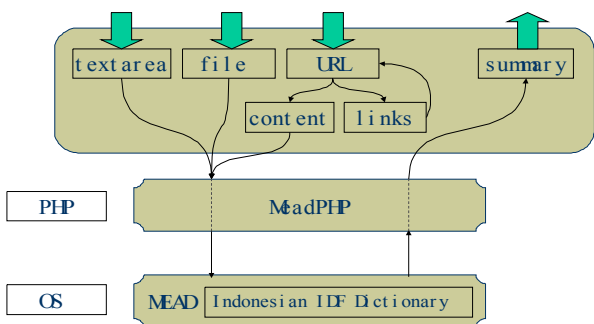 textarea
file
URL
summary
content
links
PHP
MeadPHP
OS
MEAD
Indonesian IDF Dictionary